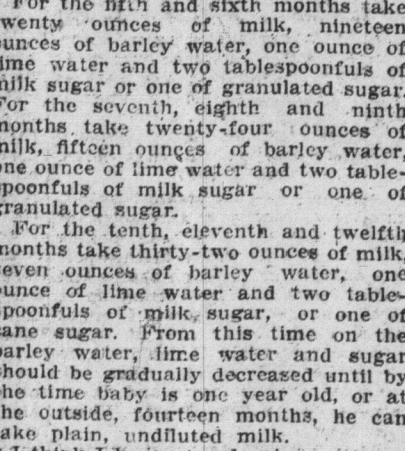 For the fifth and sixth months take
twenty ounces of milk, nineteen
ounces of barley water, one ounce of
lime water and two tablespoonfuls of
milk sugar or one of granulated sugar.
For the seventh, eighth and ninth
months take twenty-four ounces of
milk, fifteen ounces of barley water,
one ounce of lime water and two table-
spoonfuls of milk sugar or one of
granulated sugar.
For the tenth, eleventh and twelfth
months take thirty-two ounces of milk,
seven ounces of barley water, one
ounce of lime water and two table-
spoonfuls of milk sugar, or one of
cane sugar. From this time on the
barley water, lime water and sugar
should be gradually decreased until by
the time baby is one year old, or at
the outside, fourteen months, he can
take plain, undiluted milk.